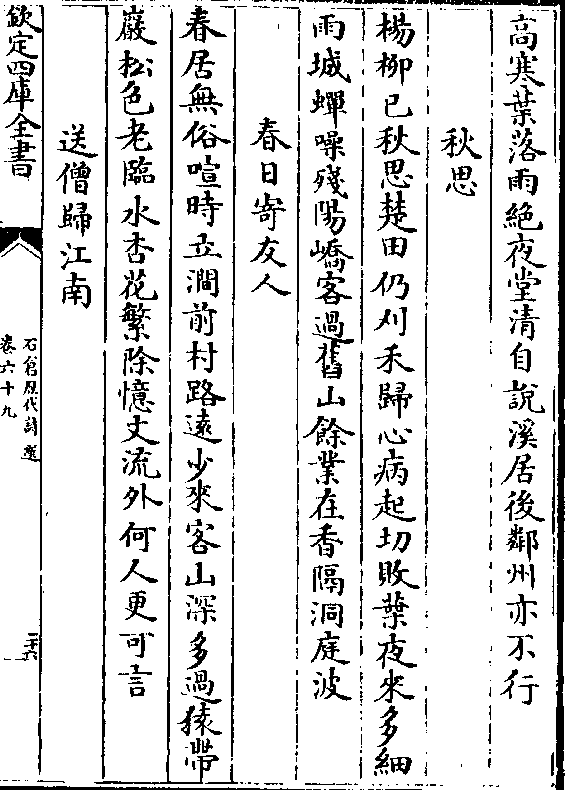 高寒葉落雨絶夜堂清自說溪居後鄰州亦不行
秋思
楊柳已秋思楚田仍刈禾歸心病起切敗葉夜來多細
雨城蟬噪殘陽嶠客過舊山餘業在杳隔洞庭波
春日寄友人
春居無俗喧時立澗前村路遠少來客山深多過猿帶
巖松色老臨水杏花繁除憶文流外何人更可言
送僧歸江南
欽定四庫全書
石倉歷代詩選
卷六十九
二十六